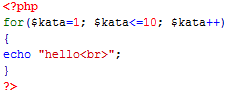 <?php
for($kata=1; $kata<=10; $kata++)
{
echo "hello<br>";
}
?>